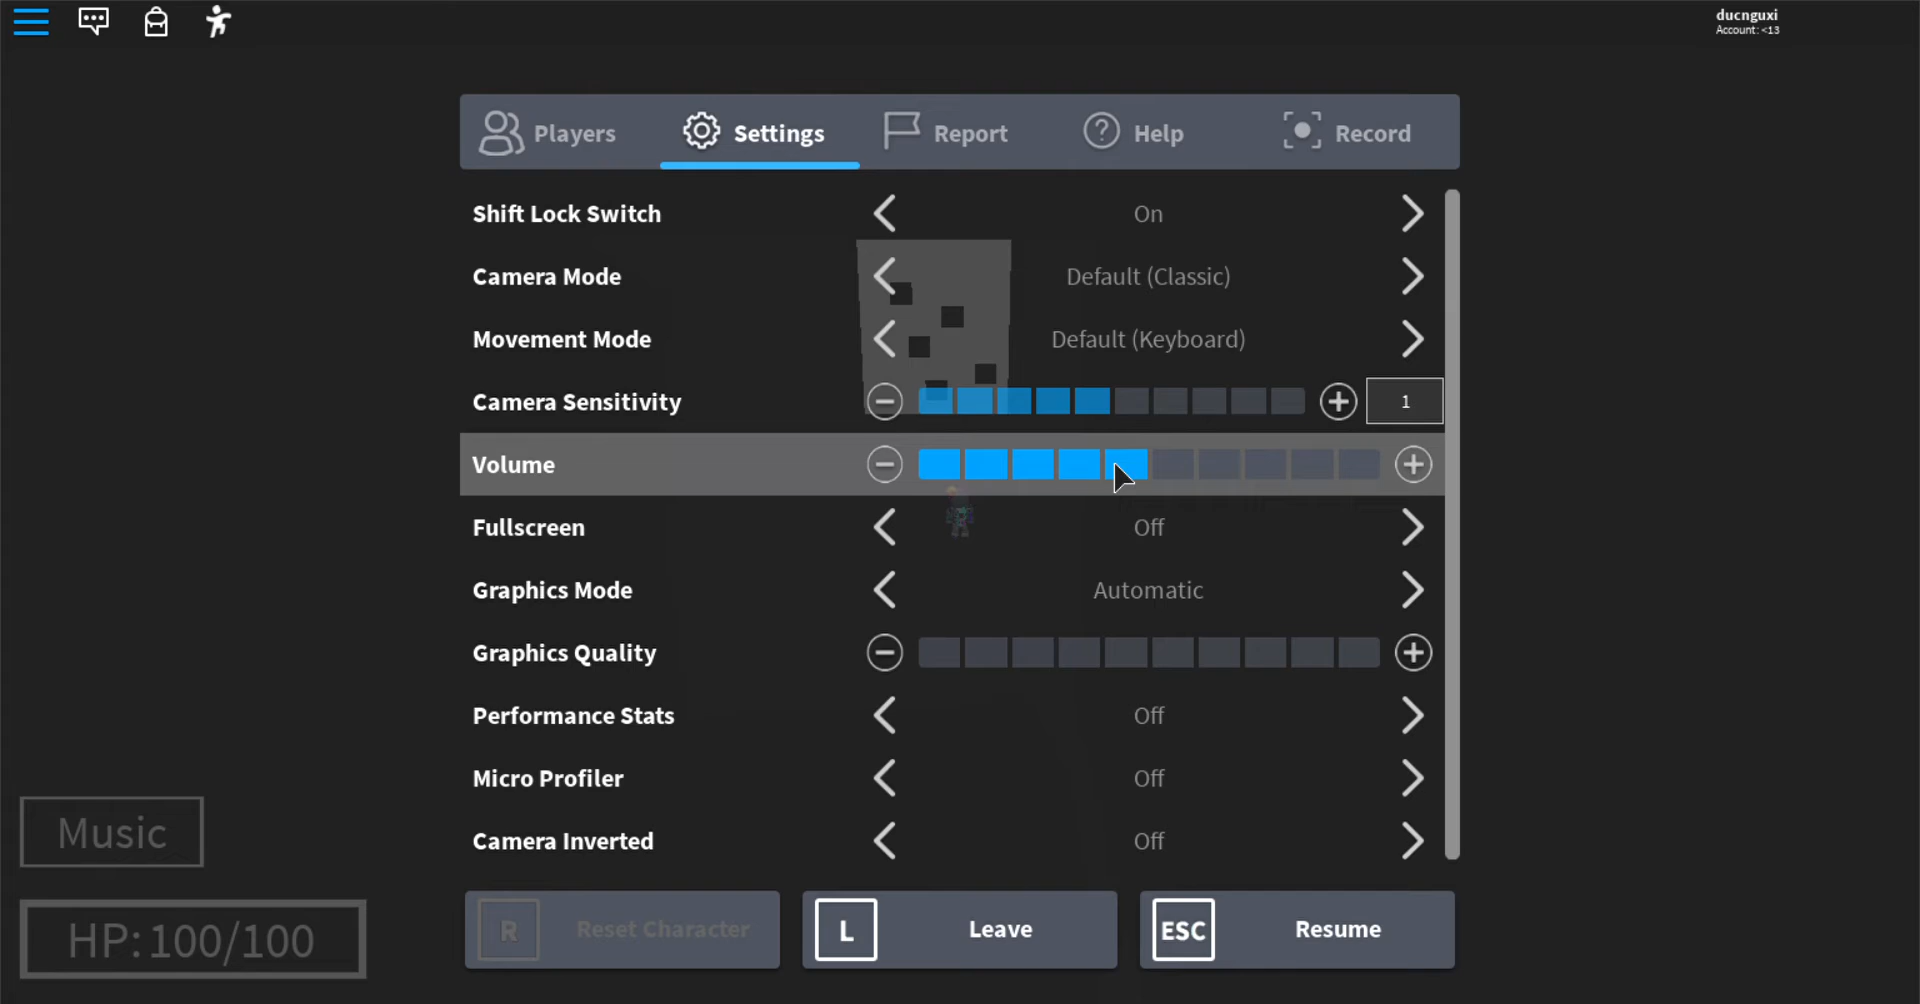 ducnguxi
Account: <13
Players
Settings
Report
Help
Record
Shift Lock Switch
On
Camera Mode
Default (Classic)
Movement Mode
Default (Keyboard)
Camera Sensitivity
1
Volume
Fullscreen
Off
Graphics Mode
Automatic
Graphics Quality
Performance Stats
Off
Micro Profiler
Off
Camera Inverted
Off
Music
HP: 100/100
R Reset Character
L Leave
ESC Resume